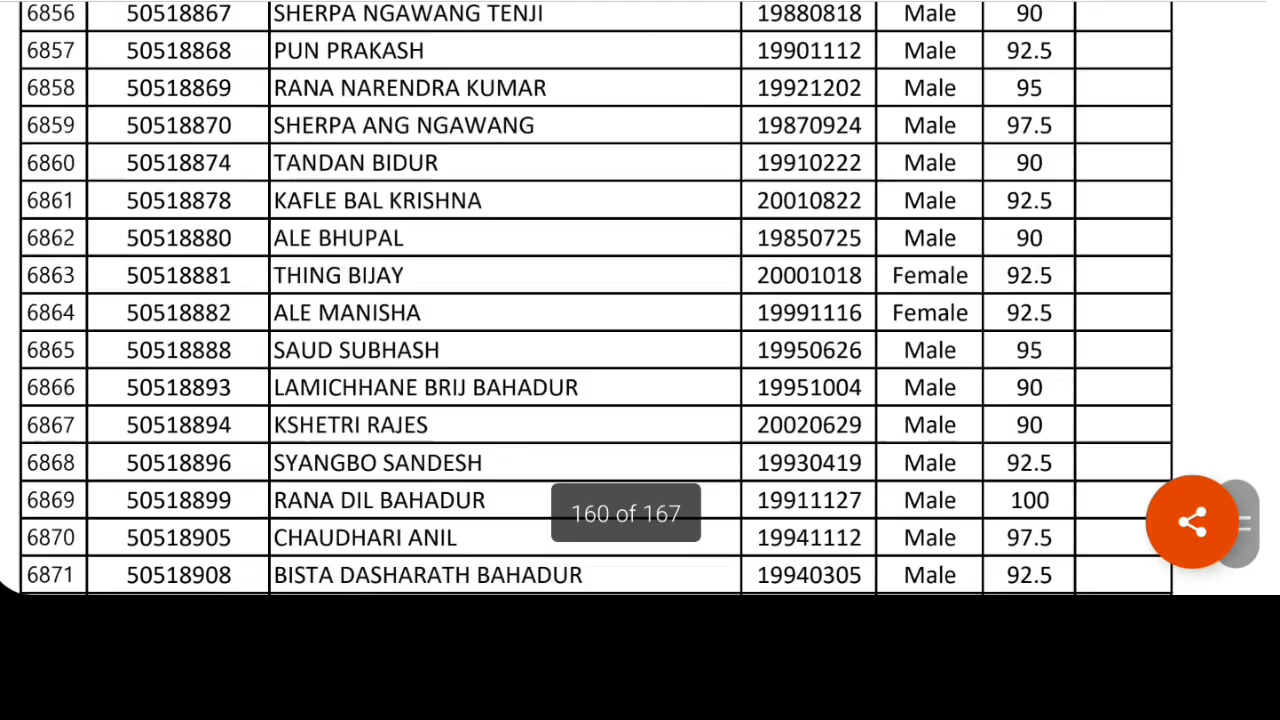 6856 50518867 SHERPA NGAWANG TENJI 19880818 Male 90
6857 50518868 PUN PRAKASH 19901112 Male 92.5
6858 50518869 RANA NARENDRA KUMAR 19921202 Male 95
6859 50518870 SHERPA ANG NGAWANG 19870924 Male 97.5
6860 50518874 TANDAN BIDUR 19910222 Male 90
6861 50518878 KAFLE BAL KRISHNA 20010822 Male 92.5
6862 50518880 ALE BHUPAL 19850725 Male 90
6863 50518881 THING BIJAY 20001018 Female 92.5
6864 50518882 ALE MANISHA 19991116 Female 92.5
6865 50518888 SAUD SUBHASH 19950626 Male 95
6866 50518893 LAMICHHANE BRIJ BAHADUR 19951004 Male 90
6867 50518894 KSHETRI RAJES 20020629 Male 90
6868 50518896 SYANGBO SANDESH 19930419 Male 92.5
6869 50518899 RANA DIL BAHADUR 19911127 Male 100
160 of 167
6870 50518905 CHAUDHARI ANIL 19941112 Male 97.5
6871 50518908 BISTA DASHARATH BAHADUR 19940305 Male 92.5